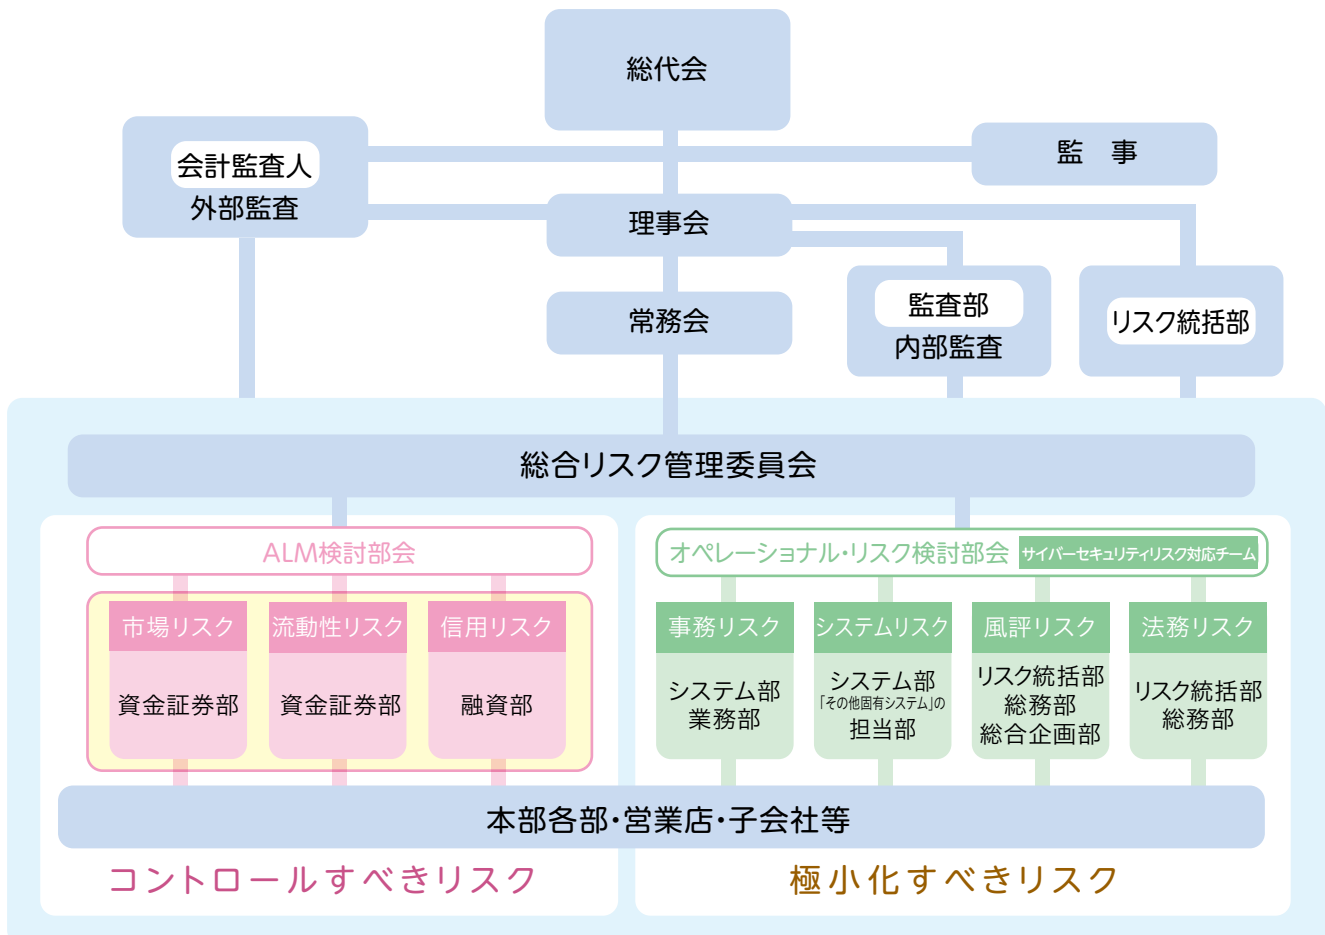 総代会
会計監査人
外部監査
監　事
理事会
常務会
監査部
内部監査
リスク統括部
総合リスク管理委員会
ALM検討部会
オペレーショナル・リスク検討部会
サイバーセキュリティリスク対応チーム
市場リスク
資金証券部
流動性リスク
資金証券部
信用リスク
融資部
事務リスク
システム部
業務部
システムリスク
システム部
「その他固有システム」の
担当部
風評リスク
リスク統括部
総務部
総合企画部
法務リスク
リスク統括部
総務部
本部各部・営業店・子会社等
コントロールすべきリスク
極小化すべきリスク